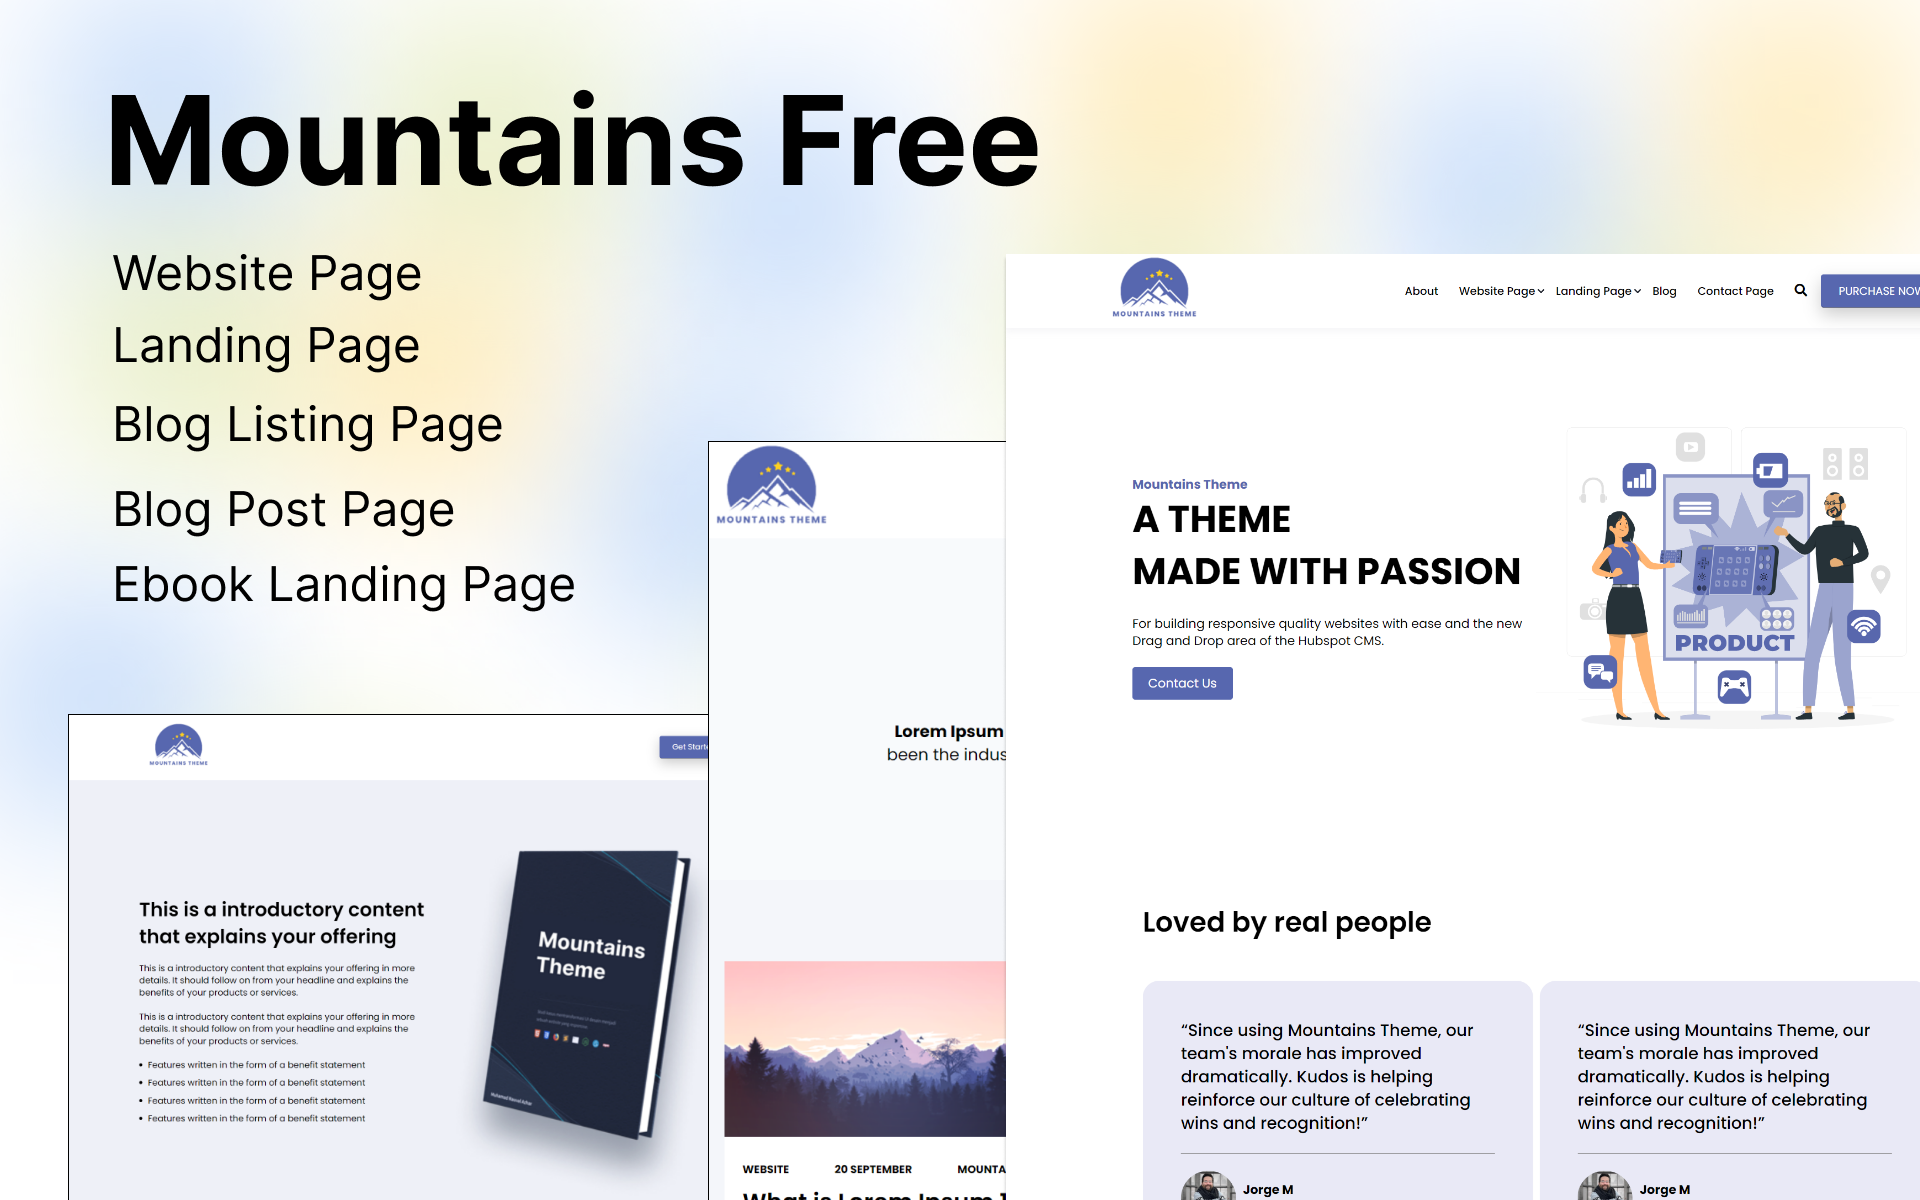 Mountains Free
Website Page
Landing Page
Blog Listing Page
Blog Post Page
Ebook Landing Page
MOUNTAINS THEME
About
Website Page
Landing Page
Blog
Contact Page
PURCHASE NOW
Mountains Theme
A THEME
MADE WITH PASSION
For building responsive quality websites with ease and the new
Drag and Drop area of the Hubspot CMS.
Contact Us
PRODUCT
Loved by real people
“Since using Mountains Theme, our
team's morale has improved
dramatically. Kudos is helping
reinforce our culture of celebrating
wins and recognition!”
Jorge M
“Since using Mountains Theme, our
team's morale has improved
dramatically. Kudos is helping
reinforce our culture of celebrating
wins and recognition!”
Jorge M
MOUNTAINS THEME
Lorem Ipsum
been the indus
WEBSITE
20 SEPTEMBER
MOUNTA
What is Lorem Ipsum
MOUNTAINS THEME
Get Starte
This is a introductory content
that explains your offering
This is a introductory content that explains your offering in more
details. It should follow on from your headline and explains the
benefits of your products or services.
This is a introductory content that explains your offering in more
details. It should follow on from your headline and explains the
benefits of your products or services.
• Features written in the form of a benefit statement
• Features written in the form of a benefit statement
• Features written in the form of a benefit statement
• Features written in the form of a benefit statement
Mountains
Theme